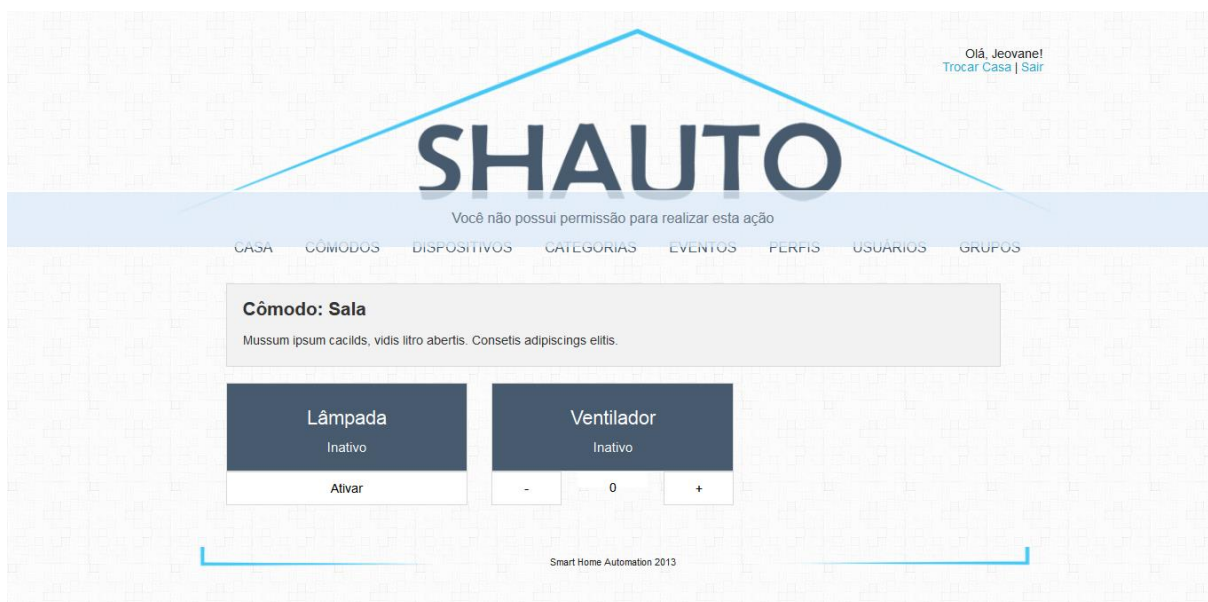 Olá, Jeovane!
Trocar Casa | Sair
SHAUTO
Você não possui permissão para realizar esta ação
CASA CÔMODOS DISPOSITIVOS CATEGORIAS EVENTOS PERFIS USUÁRIOS GRUPOS
Cômodo: Sala
Mussum ipsum cacilds, vidis litro abertis. Consetis adipiscings elitis.
Lâmpada Ventilador
Inativo Inativo
Ativar - 0 +
Smart Home Automation 2013